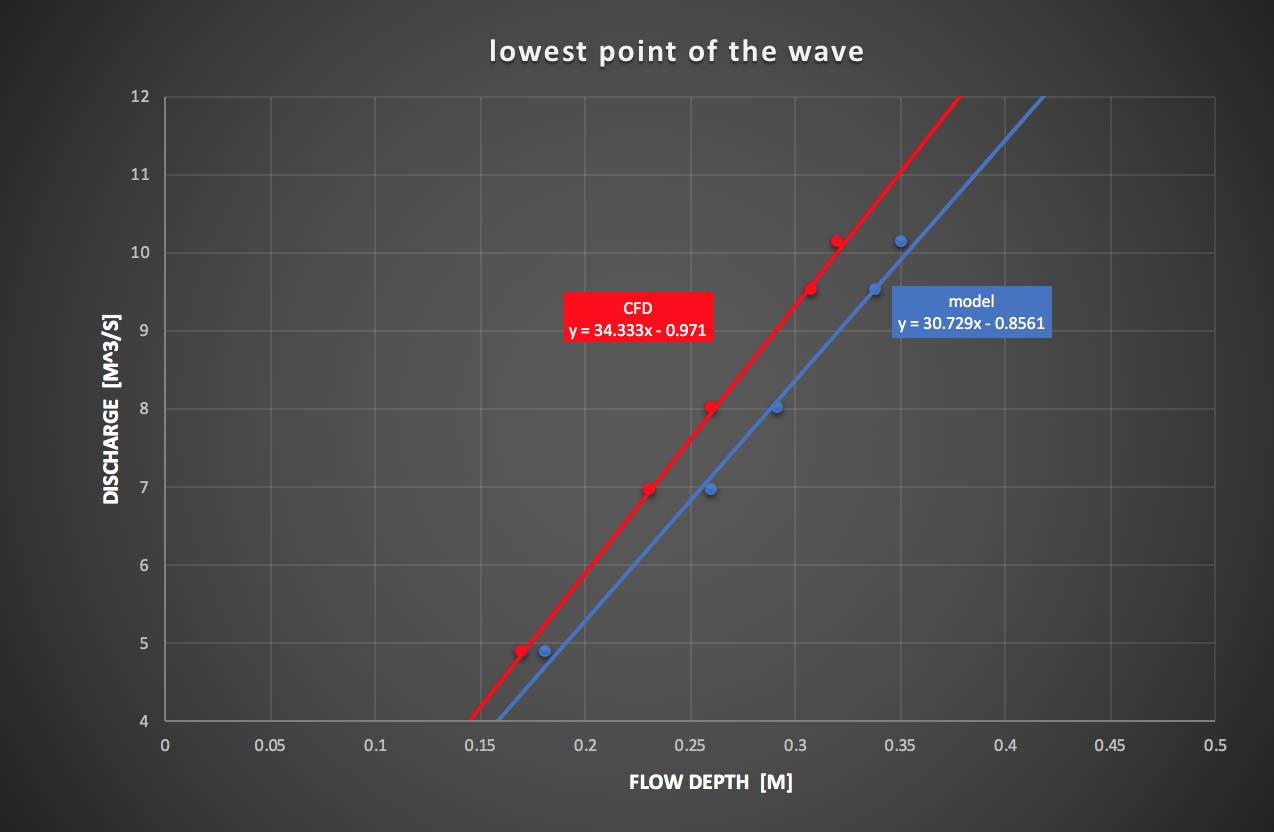 lowest point of the wave
12
11
10
9
8
7
6
5
4
DISCHARGE [M^3/S]
CFD
y = 34.333x - 0.971
model
y = 30.729x - 0.8561
0 0.05 0.1 0.15 0.2 0.25 0.3 0.35 0.4 0.45 0.5
FLOW DEPTH [M]